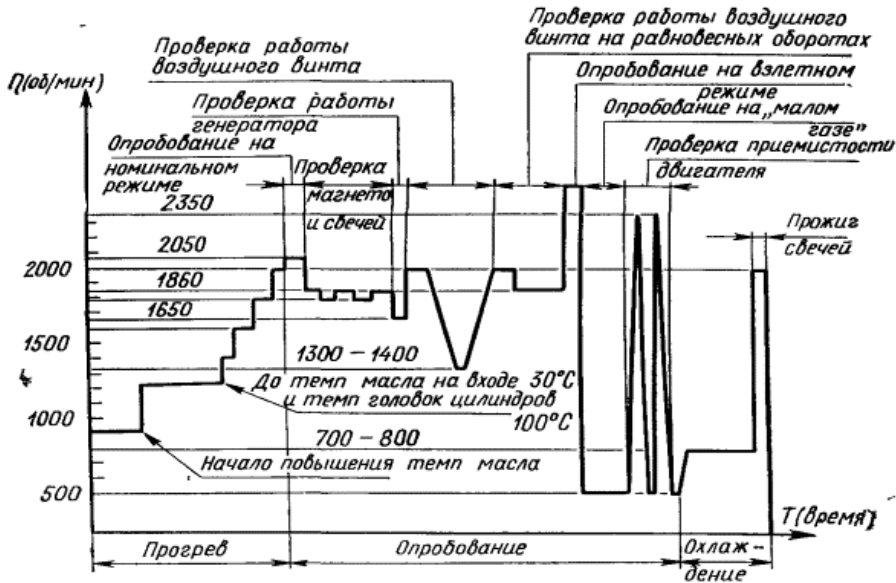 Проверка работы воздушного
винта на равновесных оборотах
Проверка работы
воздушного винта
Опробование на взлетном
режиме
η(об/мин)
Проверка работы
генератора
Опробование на „малом
газе"
Опробование на
номинальном
режиме
Проверка
магнето
и свечей
Проверка приемистости
двигателя
2350
Прожиг
свечей
2050
2000
1860
1650
1500
1300 – 1400
До темп масла на входе 30°С
и темп головок цилиндров
100°С
1000
700 – 800
Начало повышения темп масла
500
Т(время)
Прогрев
Опробование
Охлаж-
дение